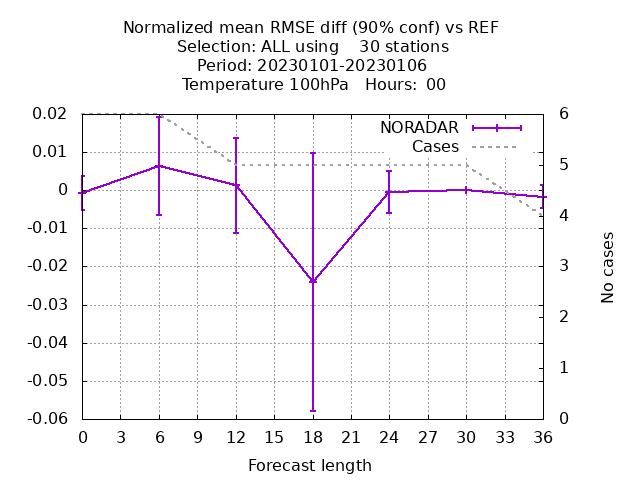 Normalized mean RMSE diff (90% conf) vs REF
Selection: ALL using    30 stations
Period: 20230101-20230106
Temperature 100hPa   Hours:  00
NORADAR
Cases
0.02
0.01
0
-0.01
-0.02
-0.03
-0.04
-0.05
-0.06
6
5
4
3
2
1
0
No cases
0 3 6 9 12 15 18 21 24 27 30 33 36
Forecast length